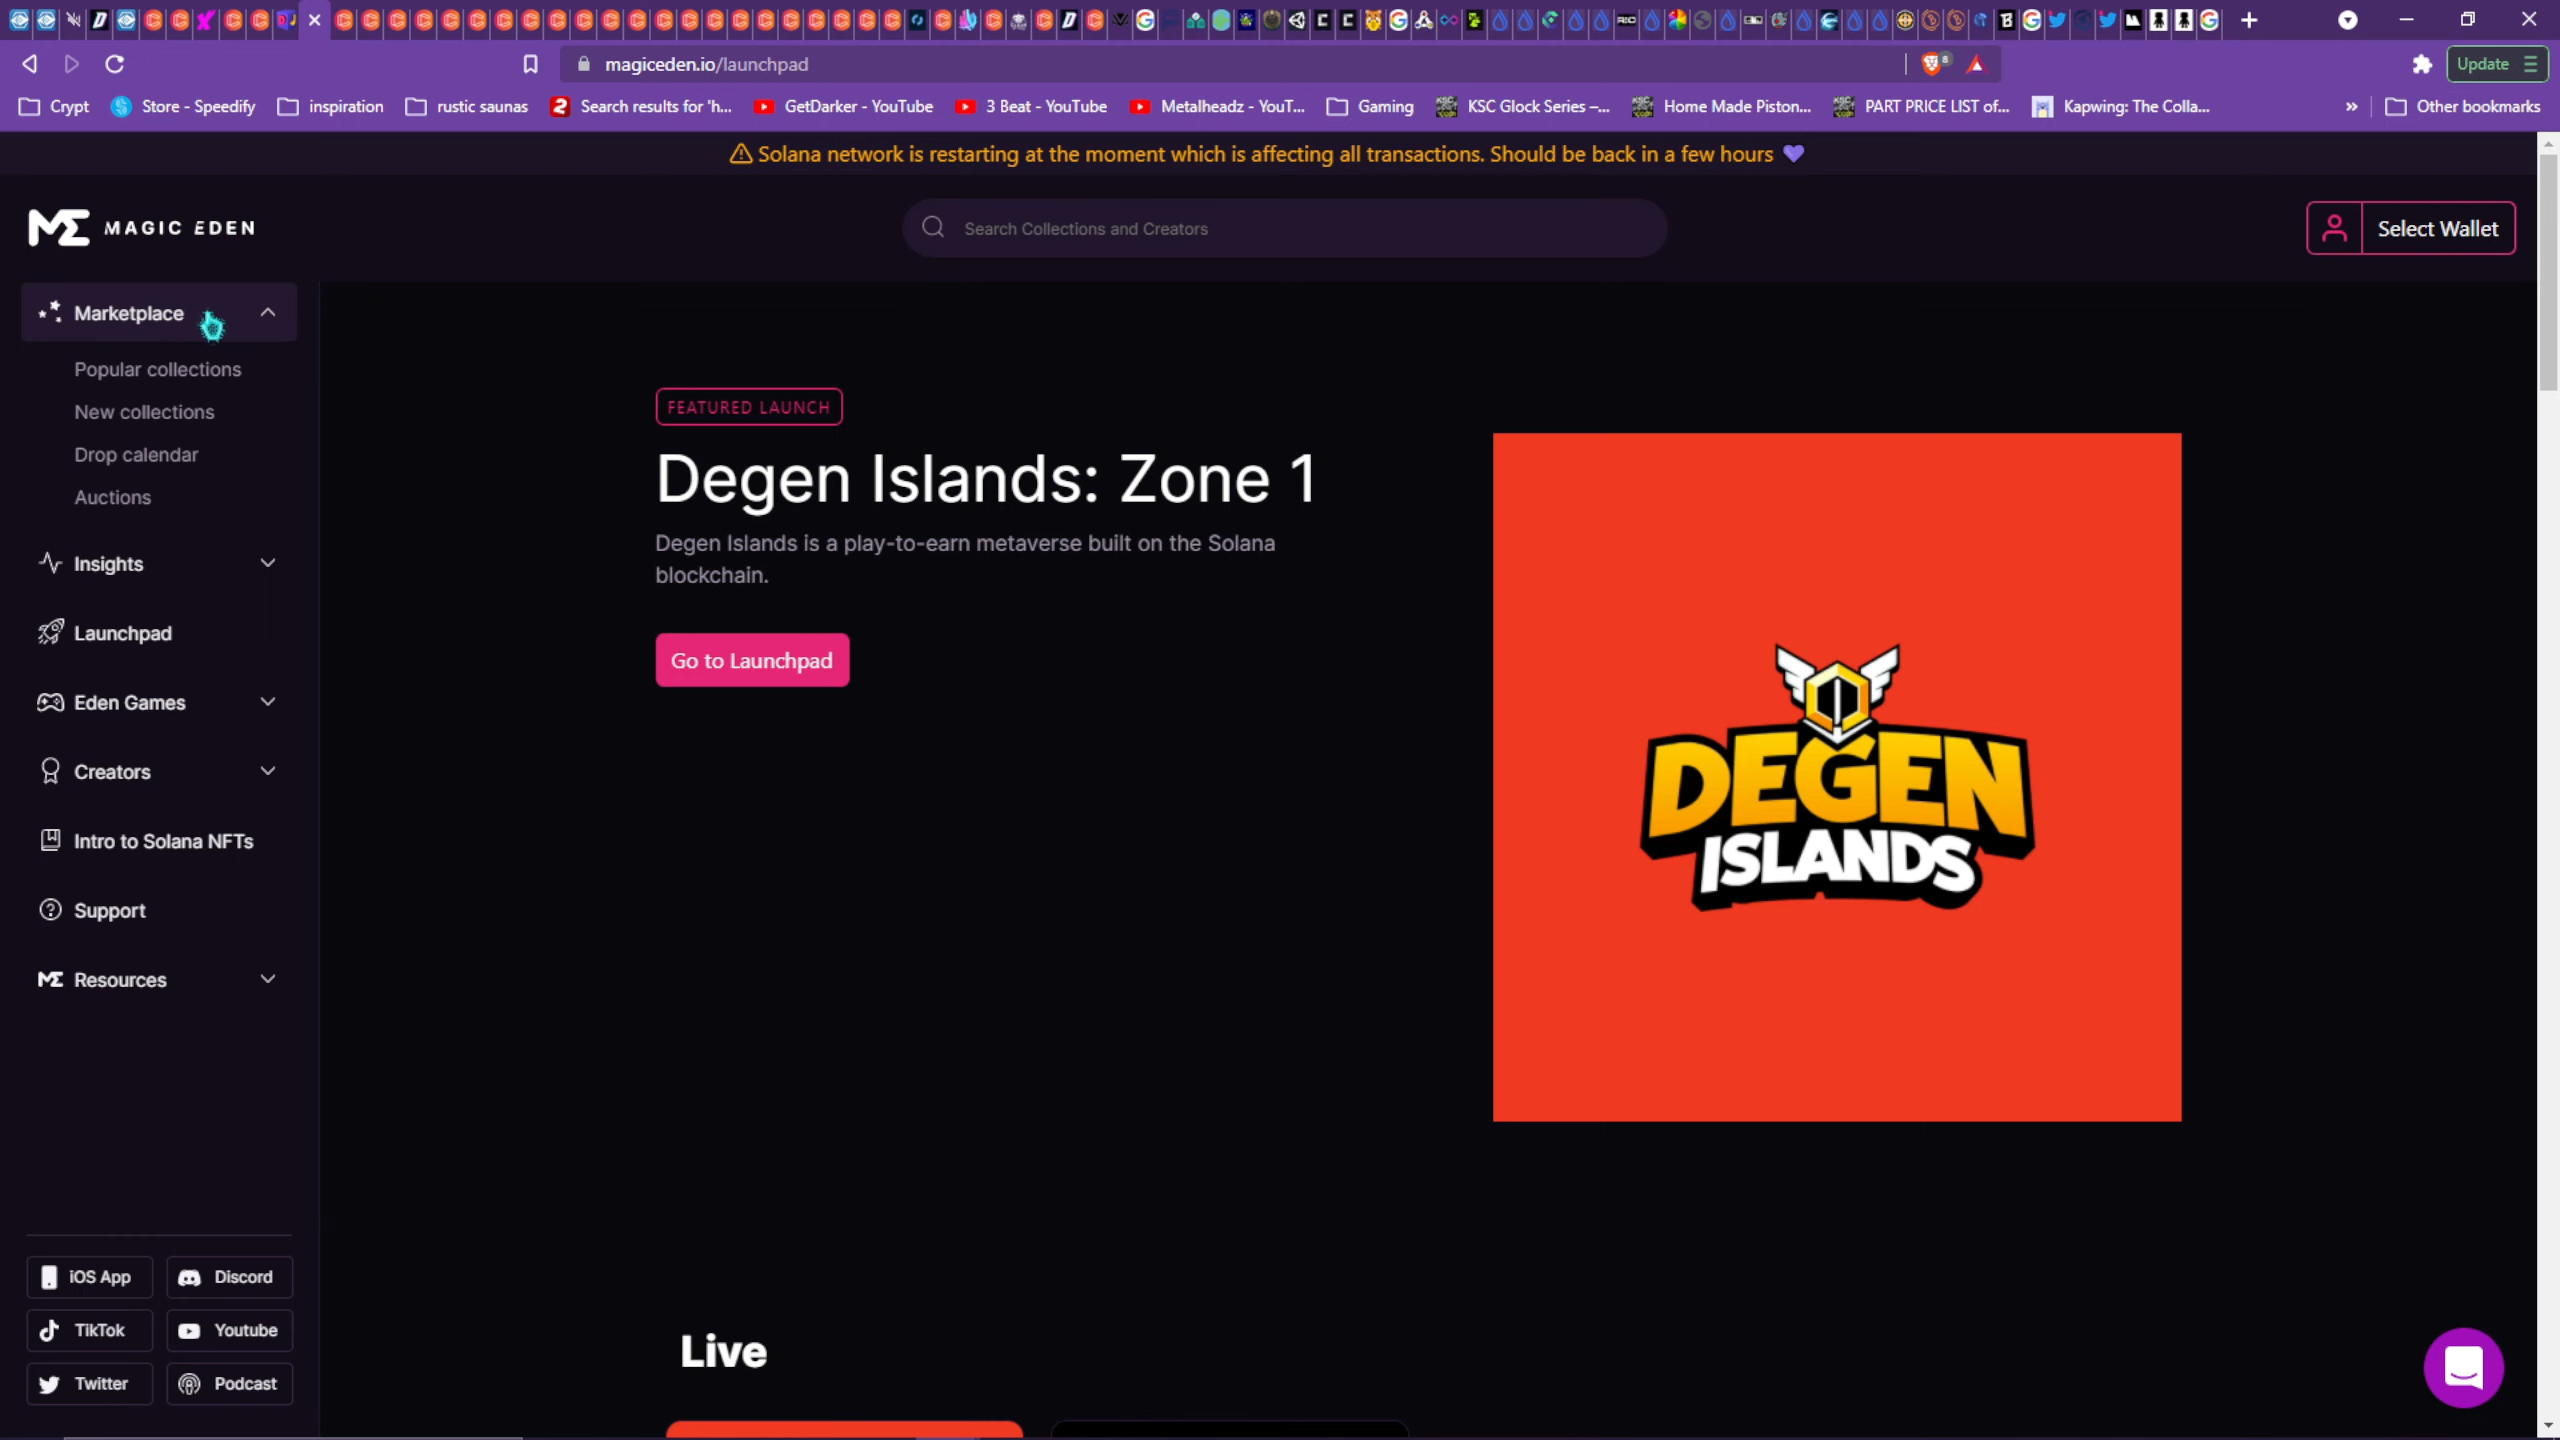 magiceden.io/launchpad
8
Update
Crypt
Store - Speedify
inspiration
rustic saunas
Search results for 'h...
GetDarker - YouTube
3 Beat - YouTube
Metalheadz - YouT...
Gaming
KSC Glock Series –...
Home Made Piston...
PART PRICE LIST of...
Kapwing: The Colla...
»
Other bookmarks
Solana network is restarting at the moment which is affecting all transactions. Should be back in a few hours 💜
MAGIC EDEN
Search Collections and Creators
Select Wallet
Marketplace
Popular collections
New collections
Drop calendar
Auctions
Insights
Launchpad
Eden Games
Creators
Intro to Solana NFTs
Support
Resources
FEATURED LAUNCH
Degen Islands: Zone 1
Degen Islands is a play-to-earn metaverse built on the Solana
blockchain.
Go to Launchpad
DEGEN
ISLANDS
Live
iOS App
Discord
TikTok
Youtube
Twitter
Podcast